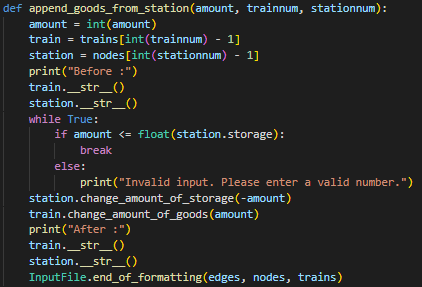 def append_goods_from_station(amount, trainnum, stationnum):
    amount = int(amount)
    train = trains[int(trainnum) - 1]
    station = nodes[int(stationnum) - 1]
    print("Before :")
    train.__str__()
    station.__str__()
    while True:
        if amount <= float(station.storage):
            break
        else:
            print("Invalid input. Please enter a valid number.")
    station.change_amount_of_storage(-amount)
    train.change_amount_of_goods(amount)
    print("After :")
    train.__str__()
    station.__str__()
    InputFile.end_of_formatting(edges, nodes, trains)